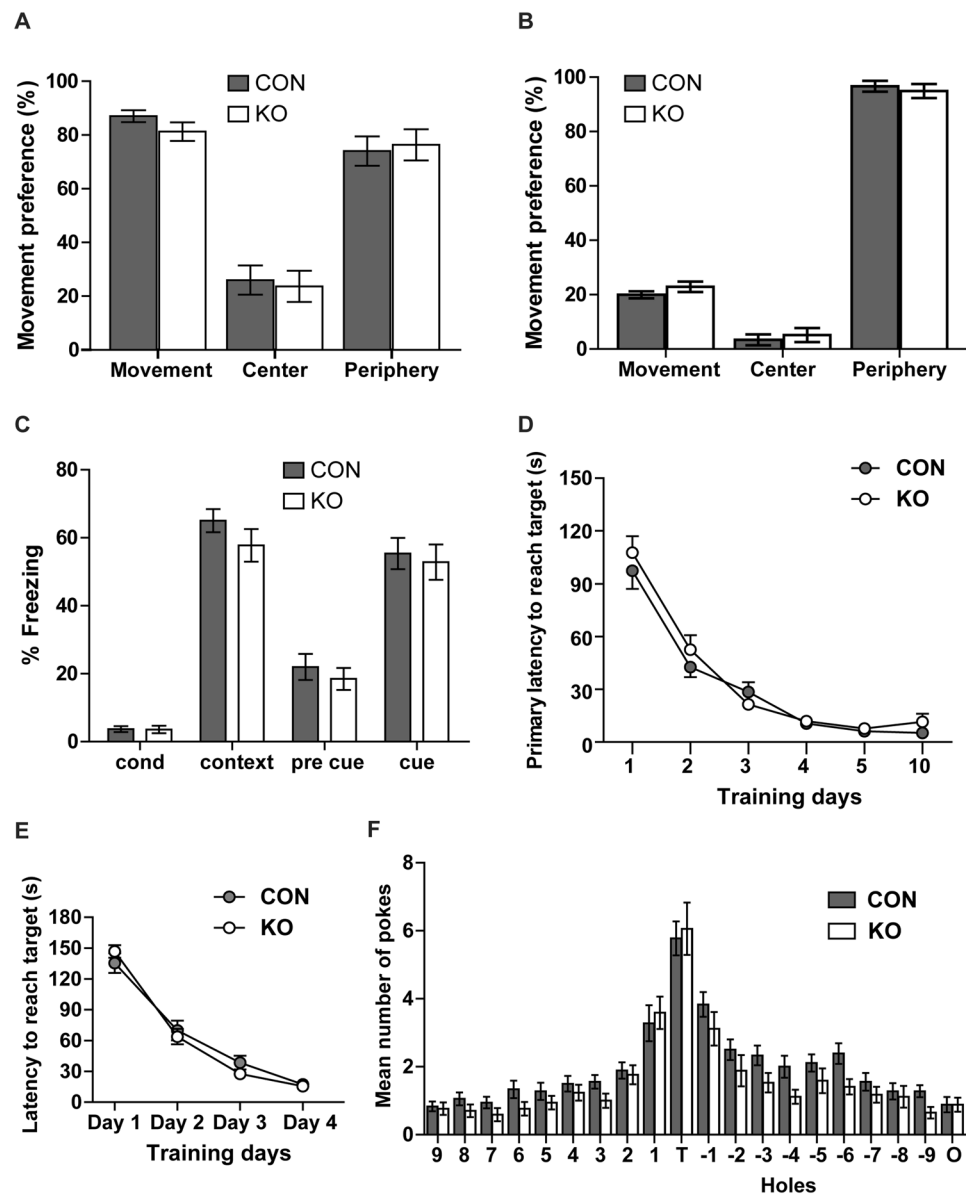 A
CON
KO
Movement preference (%)
100
80
60
40
20
0
Movement Center Periphery
B
CON
KO
Movement preference (%)
100
80
60
40
20
0
Movement Center Periphery
C
CON
KO
% Freezing
80
60
40
20
0
cond context pre cue cue
D
CON
KO
Primary latency to reach target (s)
150
120
90
60
30
0
1 2 3 4 5 10
Training days
E
CON
KO
Latency to reach target (s)
180
150
120
90
60
30
0
Day 1 Day 2 Day 3 Day 4
Training days
F
CON
KO
Mean number of pokes
8
6
4
2
0
9 8 7 6 5 4 3 2 1 T -1 -2 -3 -4 -5 -6 -7 -8 -9 O
Holes